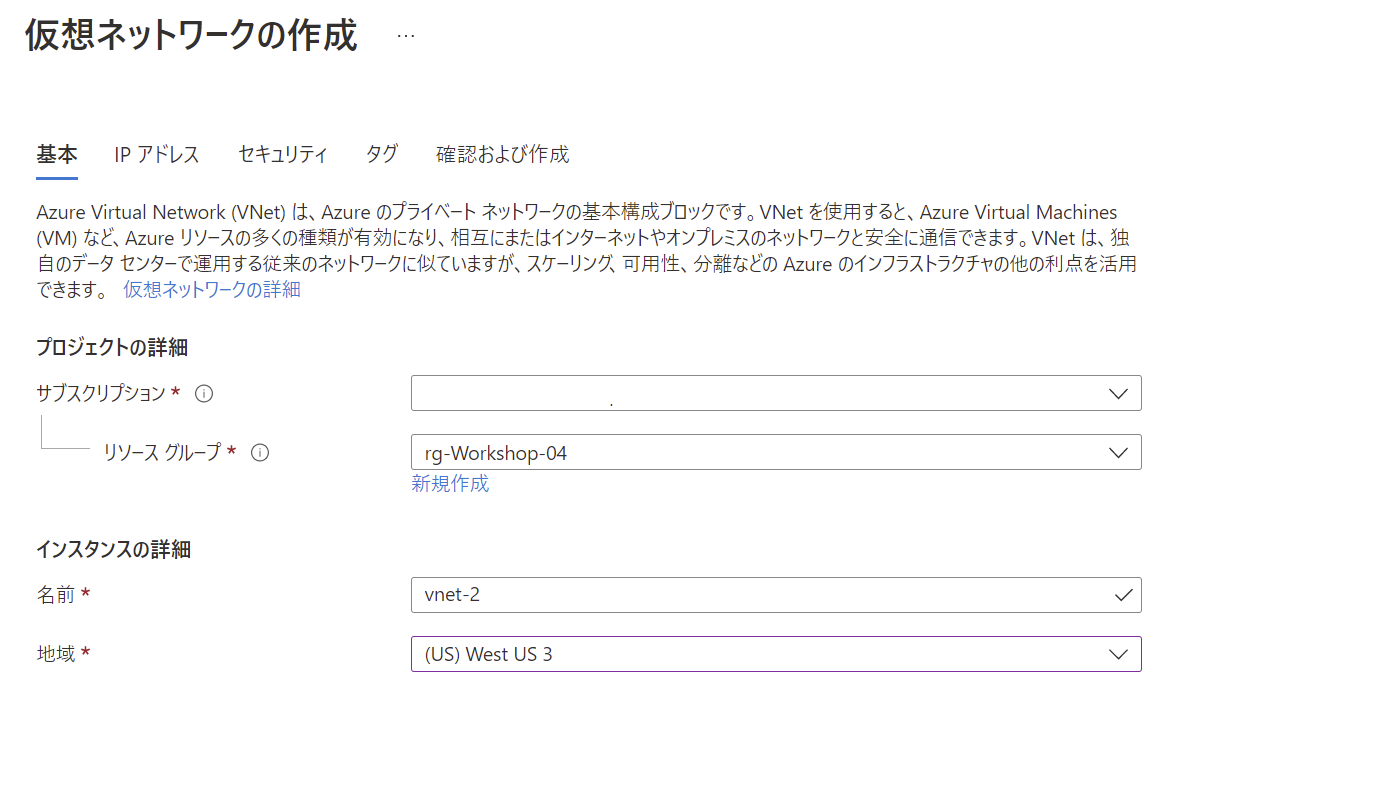 仮想ネットワークの作成 …
基本 IP アドレス セキュリティ タグ 確認および作成
Azure Virtual Network (VNet) は、Azure のプライベート ネットワークの基本構成ブロックです。VNet を使用すると、Azure Virtual Machines
(VM) など、Azure リソースの多くの種類が有効になり、相互にまたはインターネットやオンプレミスのネットワークと安全に通信できます。VNet は、独
自のデータ センターで運用する従来のネットワークに似ていますが、スケーリング、可用性、分離などの Azure のインフラストラクチャの他の利点を活用
できます。 仮想ネットワークの詳細
プロジェクトの詳細
サブスクリプション *
リソース グループ * rg-Workshop-04
新規作成
インスタンスの詳細
名前 * vnet-2
地域 * (US) West US 3